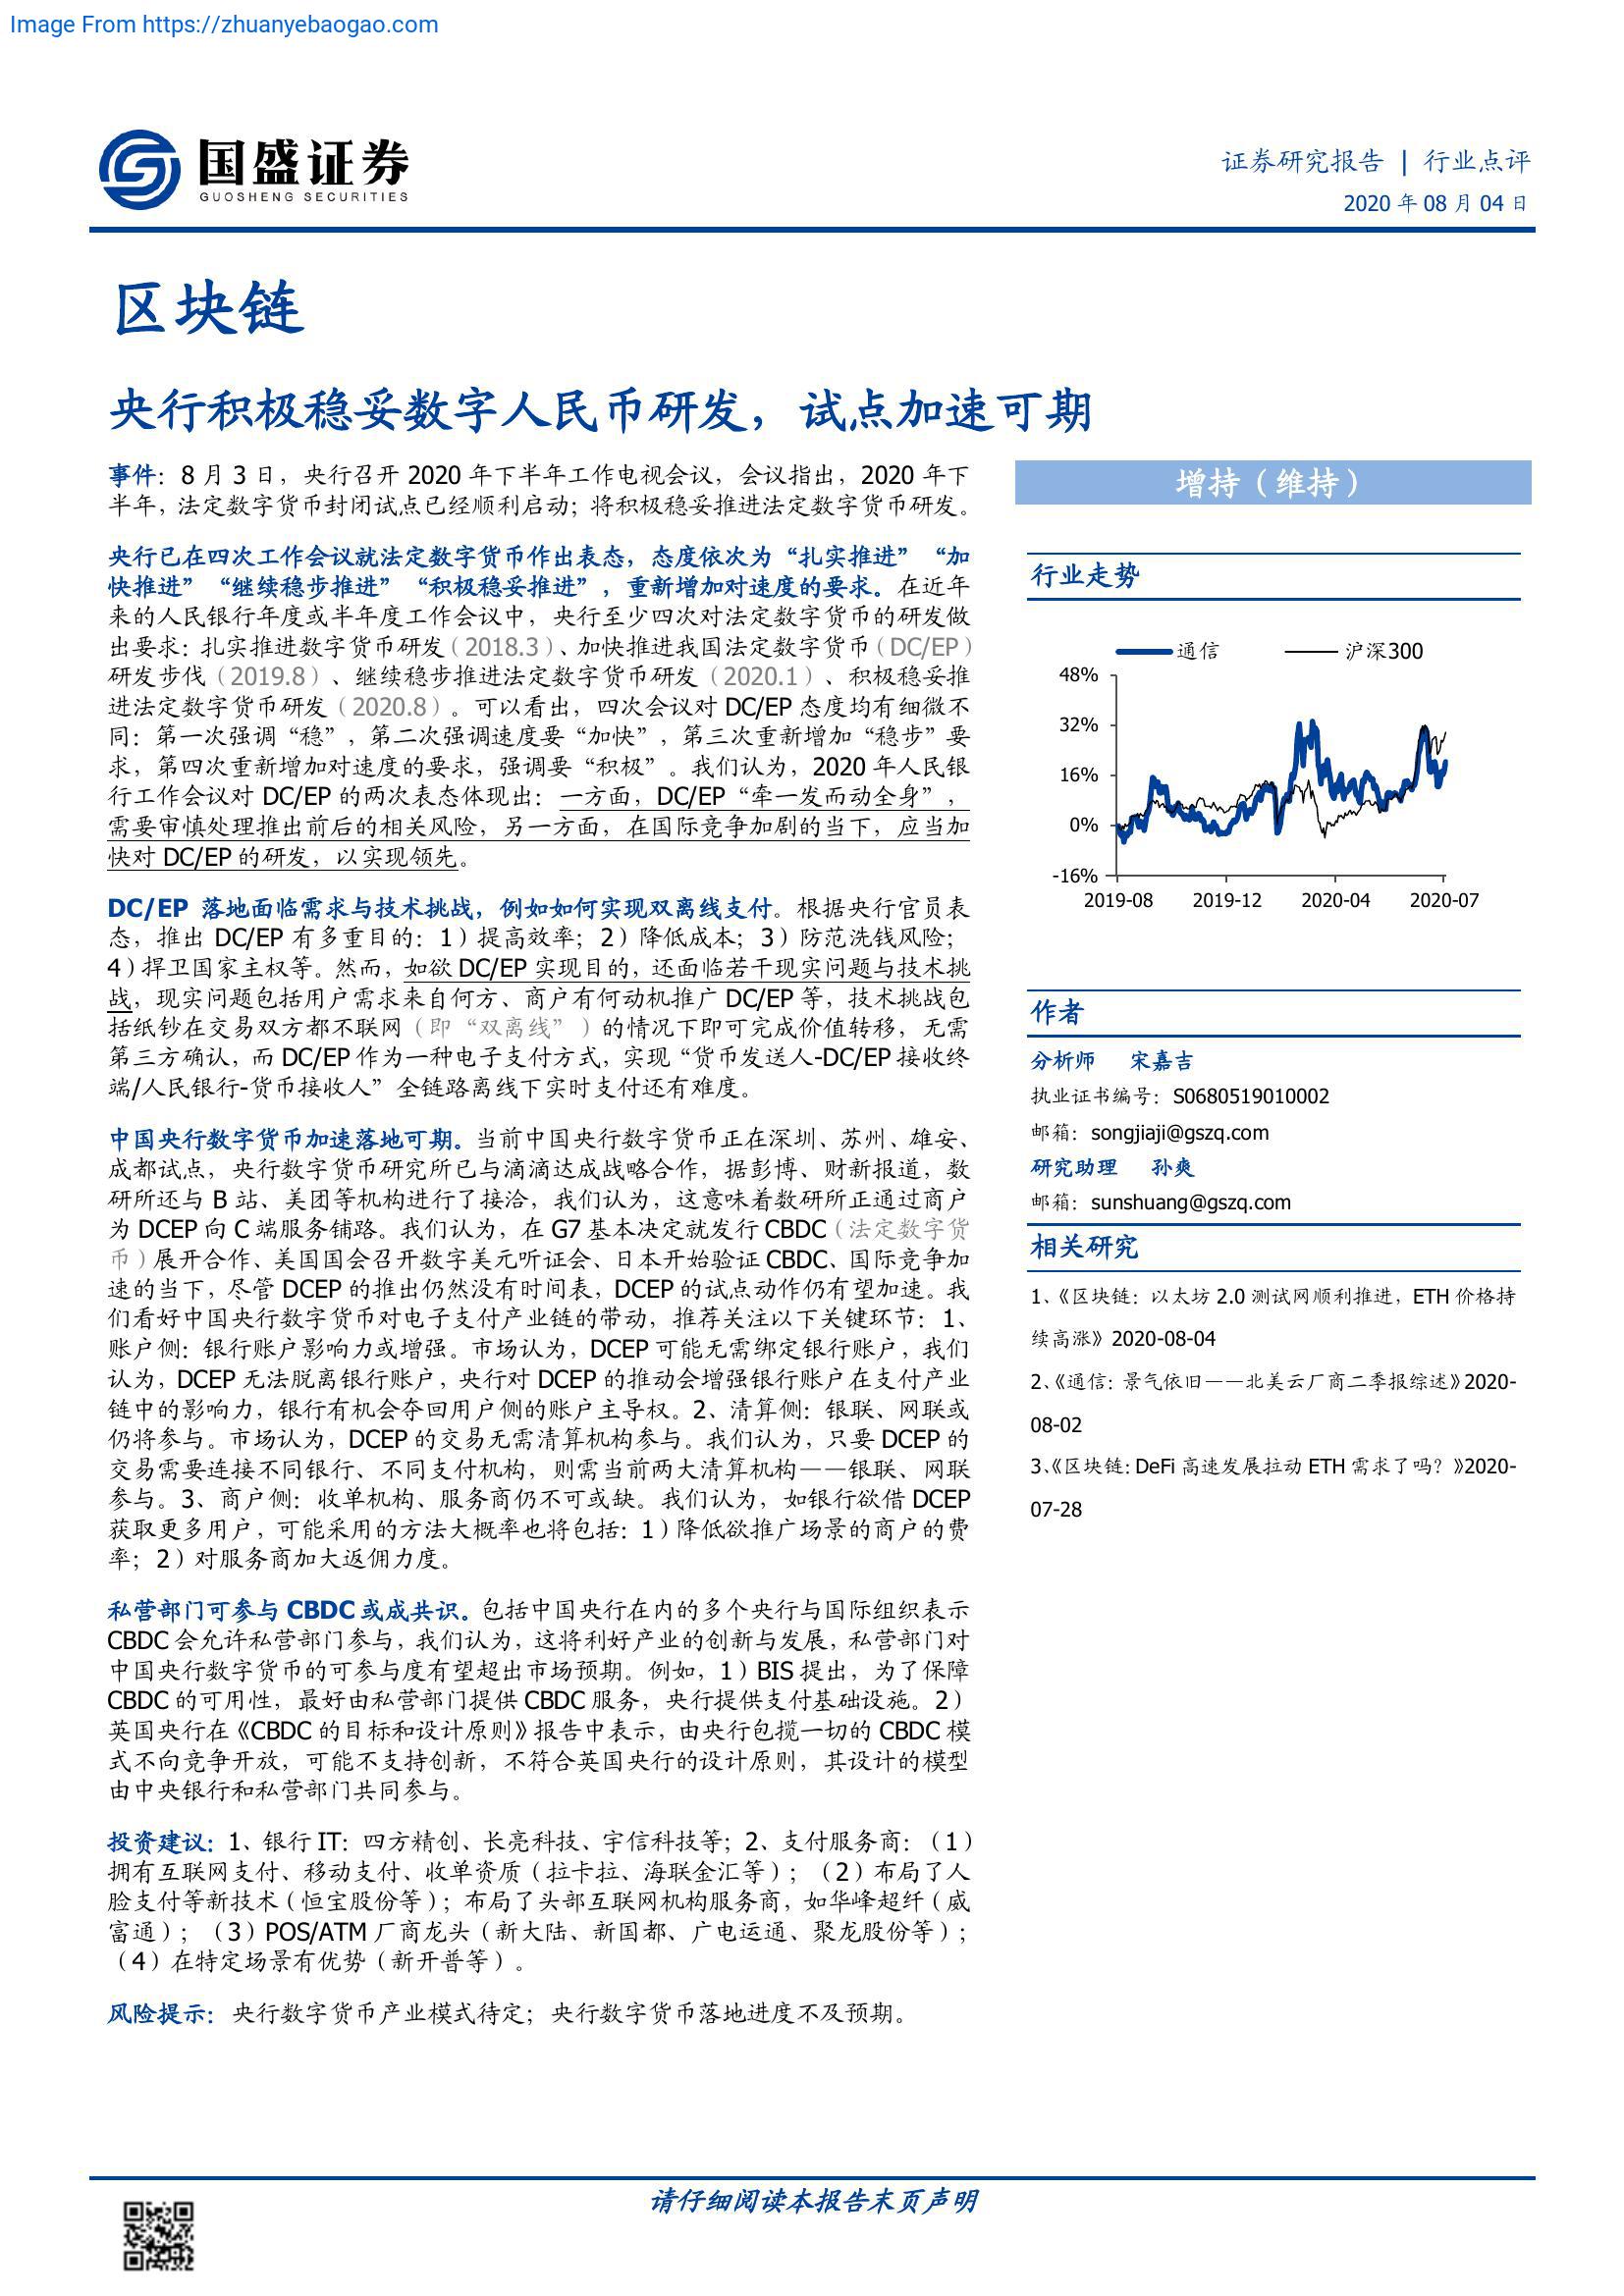 Image From https://zhuanyebaogao.com
国盛证券
GUOSHENG SECURITIES
证券研究报告 | 行业点评
2020 年 08 月 04 日
区块链
央行积极稳妥数字人民币研发，试点加速可期
事件：8 月 3 日，央行召开 2020 年下半年工作电视会议，会议指出，2020 年下
半年，法定数字货币封闭试点已经顺利启动；将积极稳妥推进法定数字货币研发。
央行已在四次工作会议就法定数字货币作出表态，态度依次为“扎实推进”“加
快推进”“继续稳步推进”“积极稳妥推进”，重新增加对速度的要求。在近年
来的人民银行年度或半年度工作会议中，央行至少四次对法定数字货币的研发做
出要求：扎实推进数字货币研发（2018.3）、加快推进我国法定数字货币（DC/EP）
研发步伐（2019.8）、继续稳步推进法定数字货币研发（2020.1）、积极稳妥推
进法定数字货币研发（2020.8）。可以看出，四次会议对 DC/EP 态度均有细微不
同：第一次强调“稳”，第二次强调速度要“加快”，第三次重新增加“稳步”要
求，第四次重新增加对速度的要求，强调要“积极”。我们认为，2020 年人民银
行工作会议对 DC/EP 的两次表态体现出：一方面，DC/EP“牵一发而动全身”，
需要审慎处理推出前后的相关风险，另一方面，在国际竞争加剧的当下，应当加
快对 DC/EP 的研发，以实现领先。
DC/EP 落地面临需求与技术挑战，例如如何实现双离线支付。根据央行官员表
态，推出 DC/EP 有多重目的：1）提高效率；2）降低成本；3）防范洗钱风险；
4）捍卫国家主权等。然而，如欲 DC/EP 实现目的，还面临若干现实问题与技术挑
战，现实问题包括用户需求来自何方、商户有何动机推广 DC/EP 等，技术挑战包
括纸钞在交易双方都不联网（即“双离线”）的情况下即可完成价值转移，无需
第三方确认，而 DC/EP 作为一种电子支付方式，实现“货币发送人-DC/EP 接收终
端/人民银行-货币接收人”全链路离线下实时支付还有难度。
中国央行数字货币加速落地可期。当前中国央行数字货币正在深圳、苏州、雄安、
成都试点，央行数字货币研究所已与滴滴达成战略合作，据彭博、财新报道，数
研所还与 B 站、美团等机构进行了接洽，我们认为，这意味着数研所正通过商户
为 DCEP 向 C 端服务铺路。我们认为，在 G7 基本决定就发行 CBDC（法定数字货
币）展开合作、美国国会召开数字美元听证会、日本开始验证 CBDC、国际竞争加
速的当下，尽管 DCEP 的推出仍然没有时间表，DCEP 的试点动作仍有望加速。我
们看好中国央行数字货币对电子支付产业链的带动，推荐关注以下关键环节：1、
账户侧：银行账户影响力或增强。市场认为，DCEP 可能无需绑定银行账户，我们
认为，DCEP 无法脱离银行账户，央行对 DCEP 的推动会增强银行账户在支付产业
链中的影响力，银行有机会夺回用户侧的账户主导权。2、清算侧：银联、网联或
仍将参与。市场认为，DCEP 的交易无需清算机构参与。我们认为，只要 DCEP 的
交易需要连接不同银行、不同支付机构，则需当前两大清算机构——银联、网联
参与。3、商户侧：收单机构、服务商仍不可或缺。我们认为，如银行欲借 DCEP
获取更多用户，可能采用的方法大概率也将包括：1）降低欲推广场景的商户的费
率；2）对服务商加大返佣力度。
私营部门可参与 CBDC 或成共识。包括中国央行在内的多个央行与国际组织表示
CBDC 会允许私营部门参与，我们认为，这将利好产业的创新与发展，私营部门对
中国央行数字货币的可参与度有望超出市场预期。例如，1）BIS 提出，为了保障
CBDC 的可用性，最好由私营部门提供 CBDC 服务，央行提供支付基础设施。2）
英国央行在《CBDC 的目标和设计原则》报告中表示，由央行包揽一切的 CBDC 模
式不向竞争开放，可能不支持创新，不符合英国央行的设计原则，其设计的模型
由中央银行和私营部门共同参与。
投资建议：1、银行 IT：四方精创、长亮科技、宇信科技等；2、支付服务商：（1）
拥有互联网支付、移动支付、收单资质（拉卡拉、海联金汇等）；（2）布局了人
脸支付等新技术（恒宝股份等）；布局了头部互联网机构服务商，如华峰超纤（威
富通）；（3）POS/ATM 厂商龙头（新大陆、新国都、广电运通、聚龙股份等）；
（4）在特定场景有优势（新开普等）。
风险提示：央行数字货币产业模式待定；央行数字货币落地进度不及预期。
增持（维持）
行业走势
通信 沪深300
48%
32%
16%
0%
-16%
2019-08 2019-12 2020-04 2020-07
作者
分析师 宋嘉吉
执业证书编号：S0680519010002
邮箱：songjiaji@gszq.com
研究助理 孙爽
邮箱：sunshuang@gszq.com
相关研究
1、《区块链：以太坊 2.0 测试网顺利推进，ETH 价格持
续高涨》2020-08-04
2、《通信：景气依旧——北美云厂商二季报综述》2020-
08-02
3、《区块链：DeFi 高速发展拉动 ETH 需求了吗？》2020-
07-28
请仔细阅读本报告末页声明